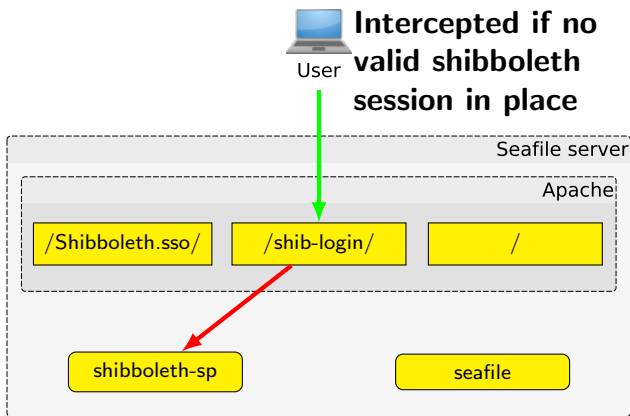 Intercepted if no
valid shibboleth
session in place
User
Seafile server
Apache
/Shibboleth.sso/
/shib-login/
/
shibboleth-sp
seafile